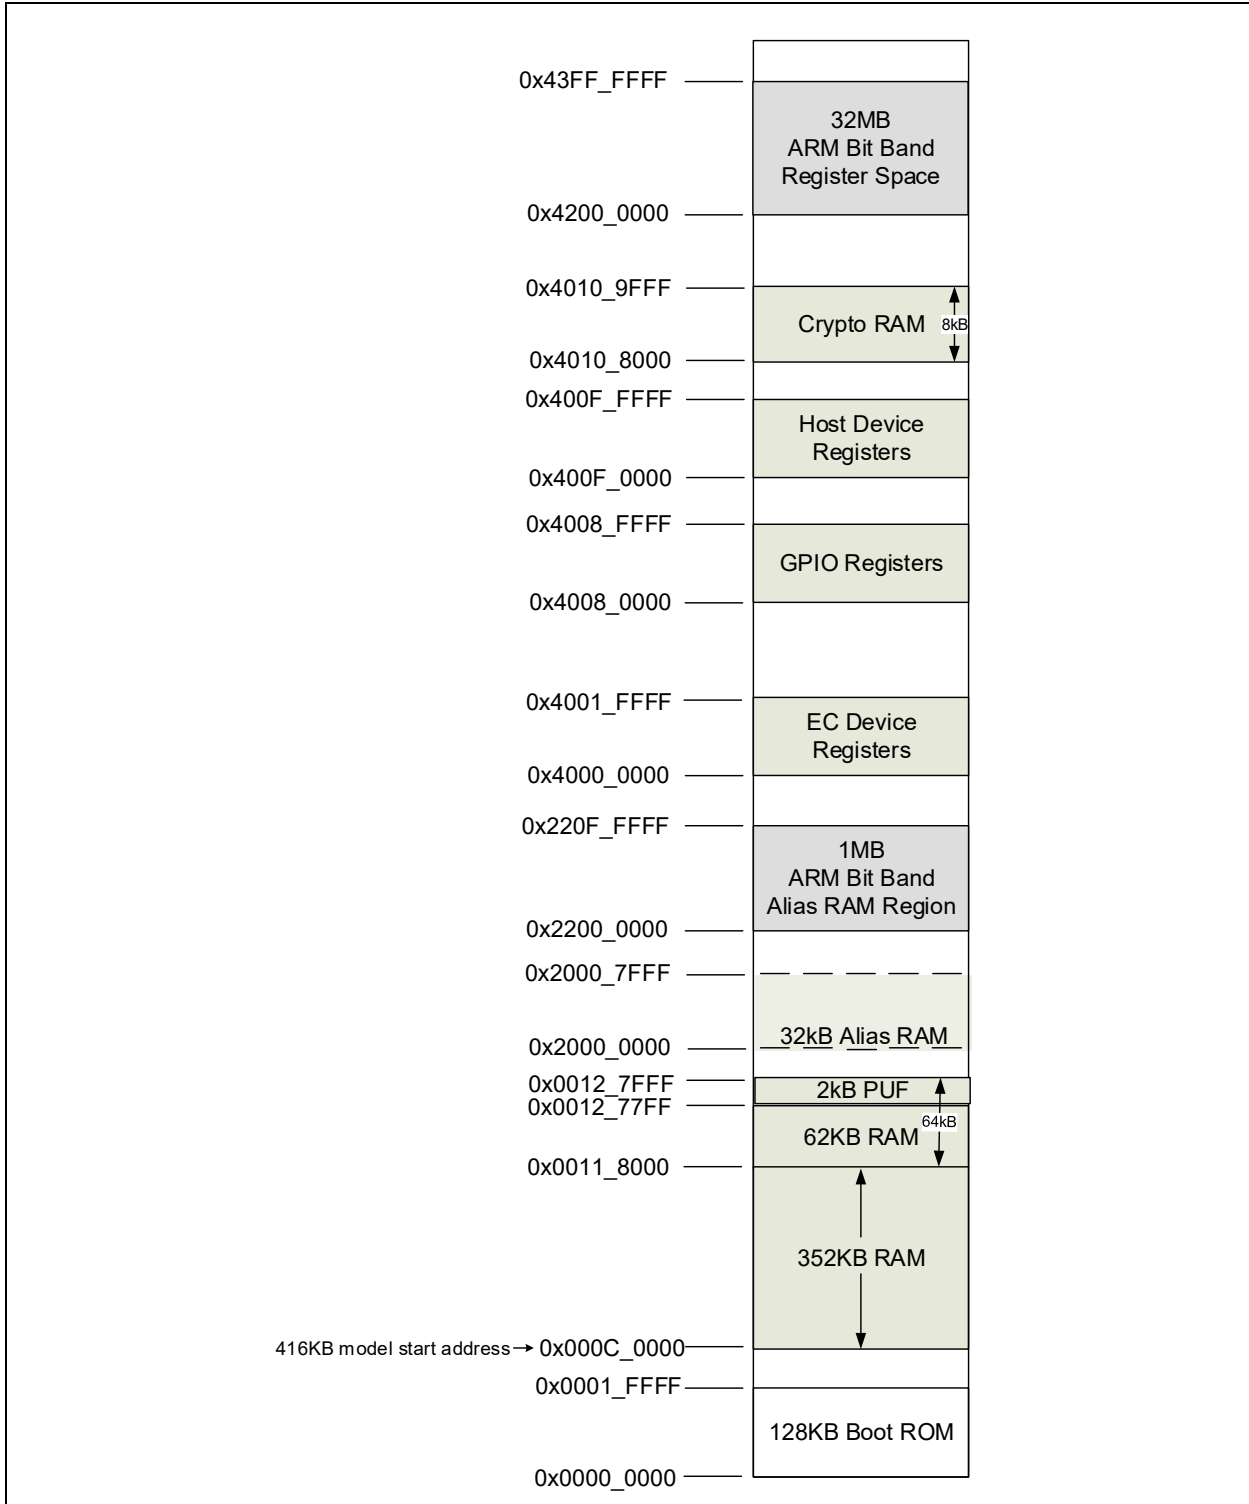 0x43FF_FFFF
32MB
ARM Bit Band
Register Space
0x4200_0000
0x4010_9FFF
Crypto RAM
8kB
0x4010_8000
0x400F_FFFF
Host Device
Registers
0x400F_0000
0x4008_FFFF
GPIO Registers
0x4008_0000
0x4001_FFFF
EC Device
Registers
0x4000_0000
0x220F_FFFF
1MB
ARM Bit Band
Alias RAM Region
0x2200_0000
0x2000_7FFF
32kB Alias RAM
0x2000_0000
0x0012_7FFF
2kB PUF
0x0012_77FF
64kB
62KB RAM
0x0011_8000
352KB RAM
416KB model start address
0x000C_0000
0x0001_FFFF
128KB Boot ROM
0x0000_0000